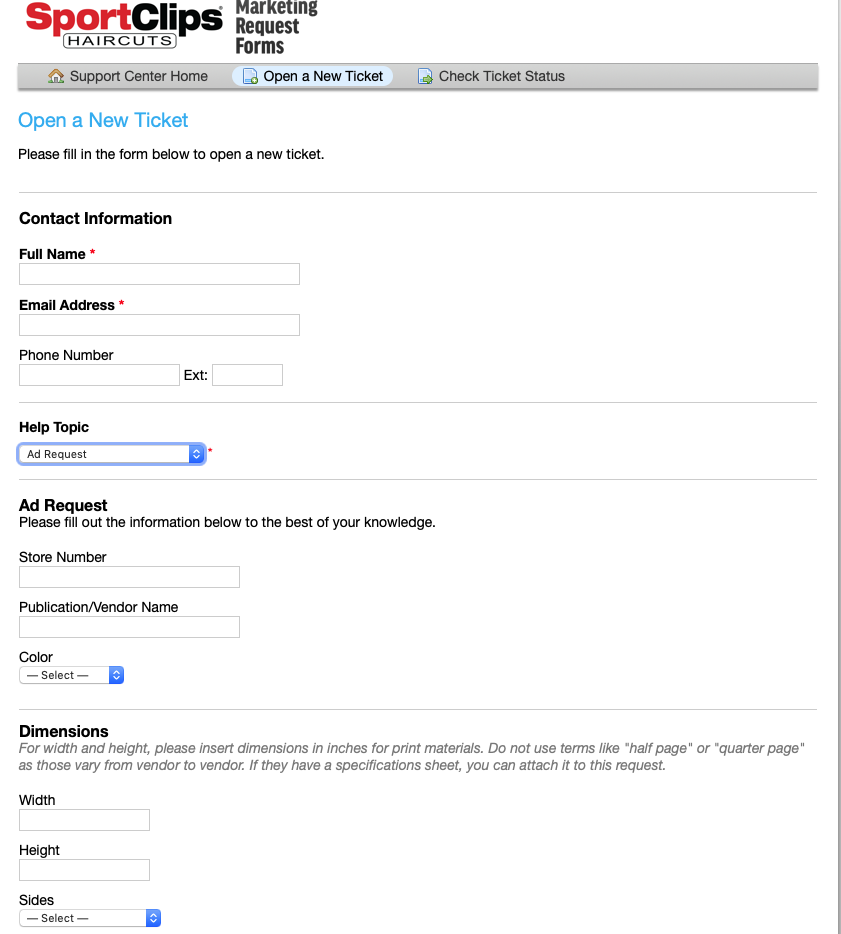 SportClips
HAIRCUTS
Marketing
Request
Forms
Support Center Home
Open a New Ticket
Check Ticket Status
Open a New Ticket
Please fill in the form below to open a new ticket.
Contact Information
Full Name *
Email Address *
Phone Number
Ext:
Help Topic
Ad Request *
Ad Request
Please fill out the information below to the best of your knowledge.
Store Number
Publication/Vendor Name
Color
— Select —
Dimensions
For width and height, please insert dimensions in inches for print materials. Do not use terms like "half page" or "quarter page"
as those vary from vendor to vendor. If they have a specifications sheet, you can attach it to this request.
Width
Height
Sides
— Select —